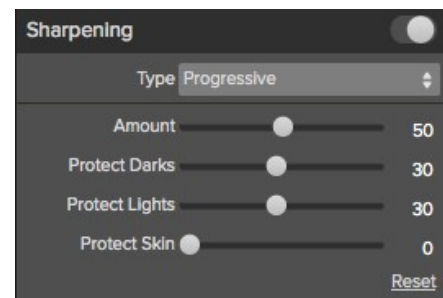 Sharpening
Type Progressive
Amount 50
Protect Darks 30
Protect Lights 30
Protect Skin 0
Reset